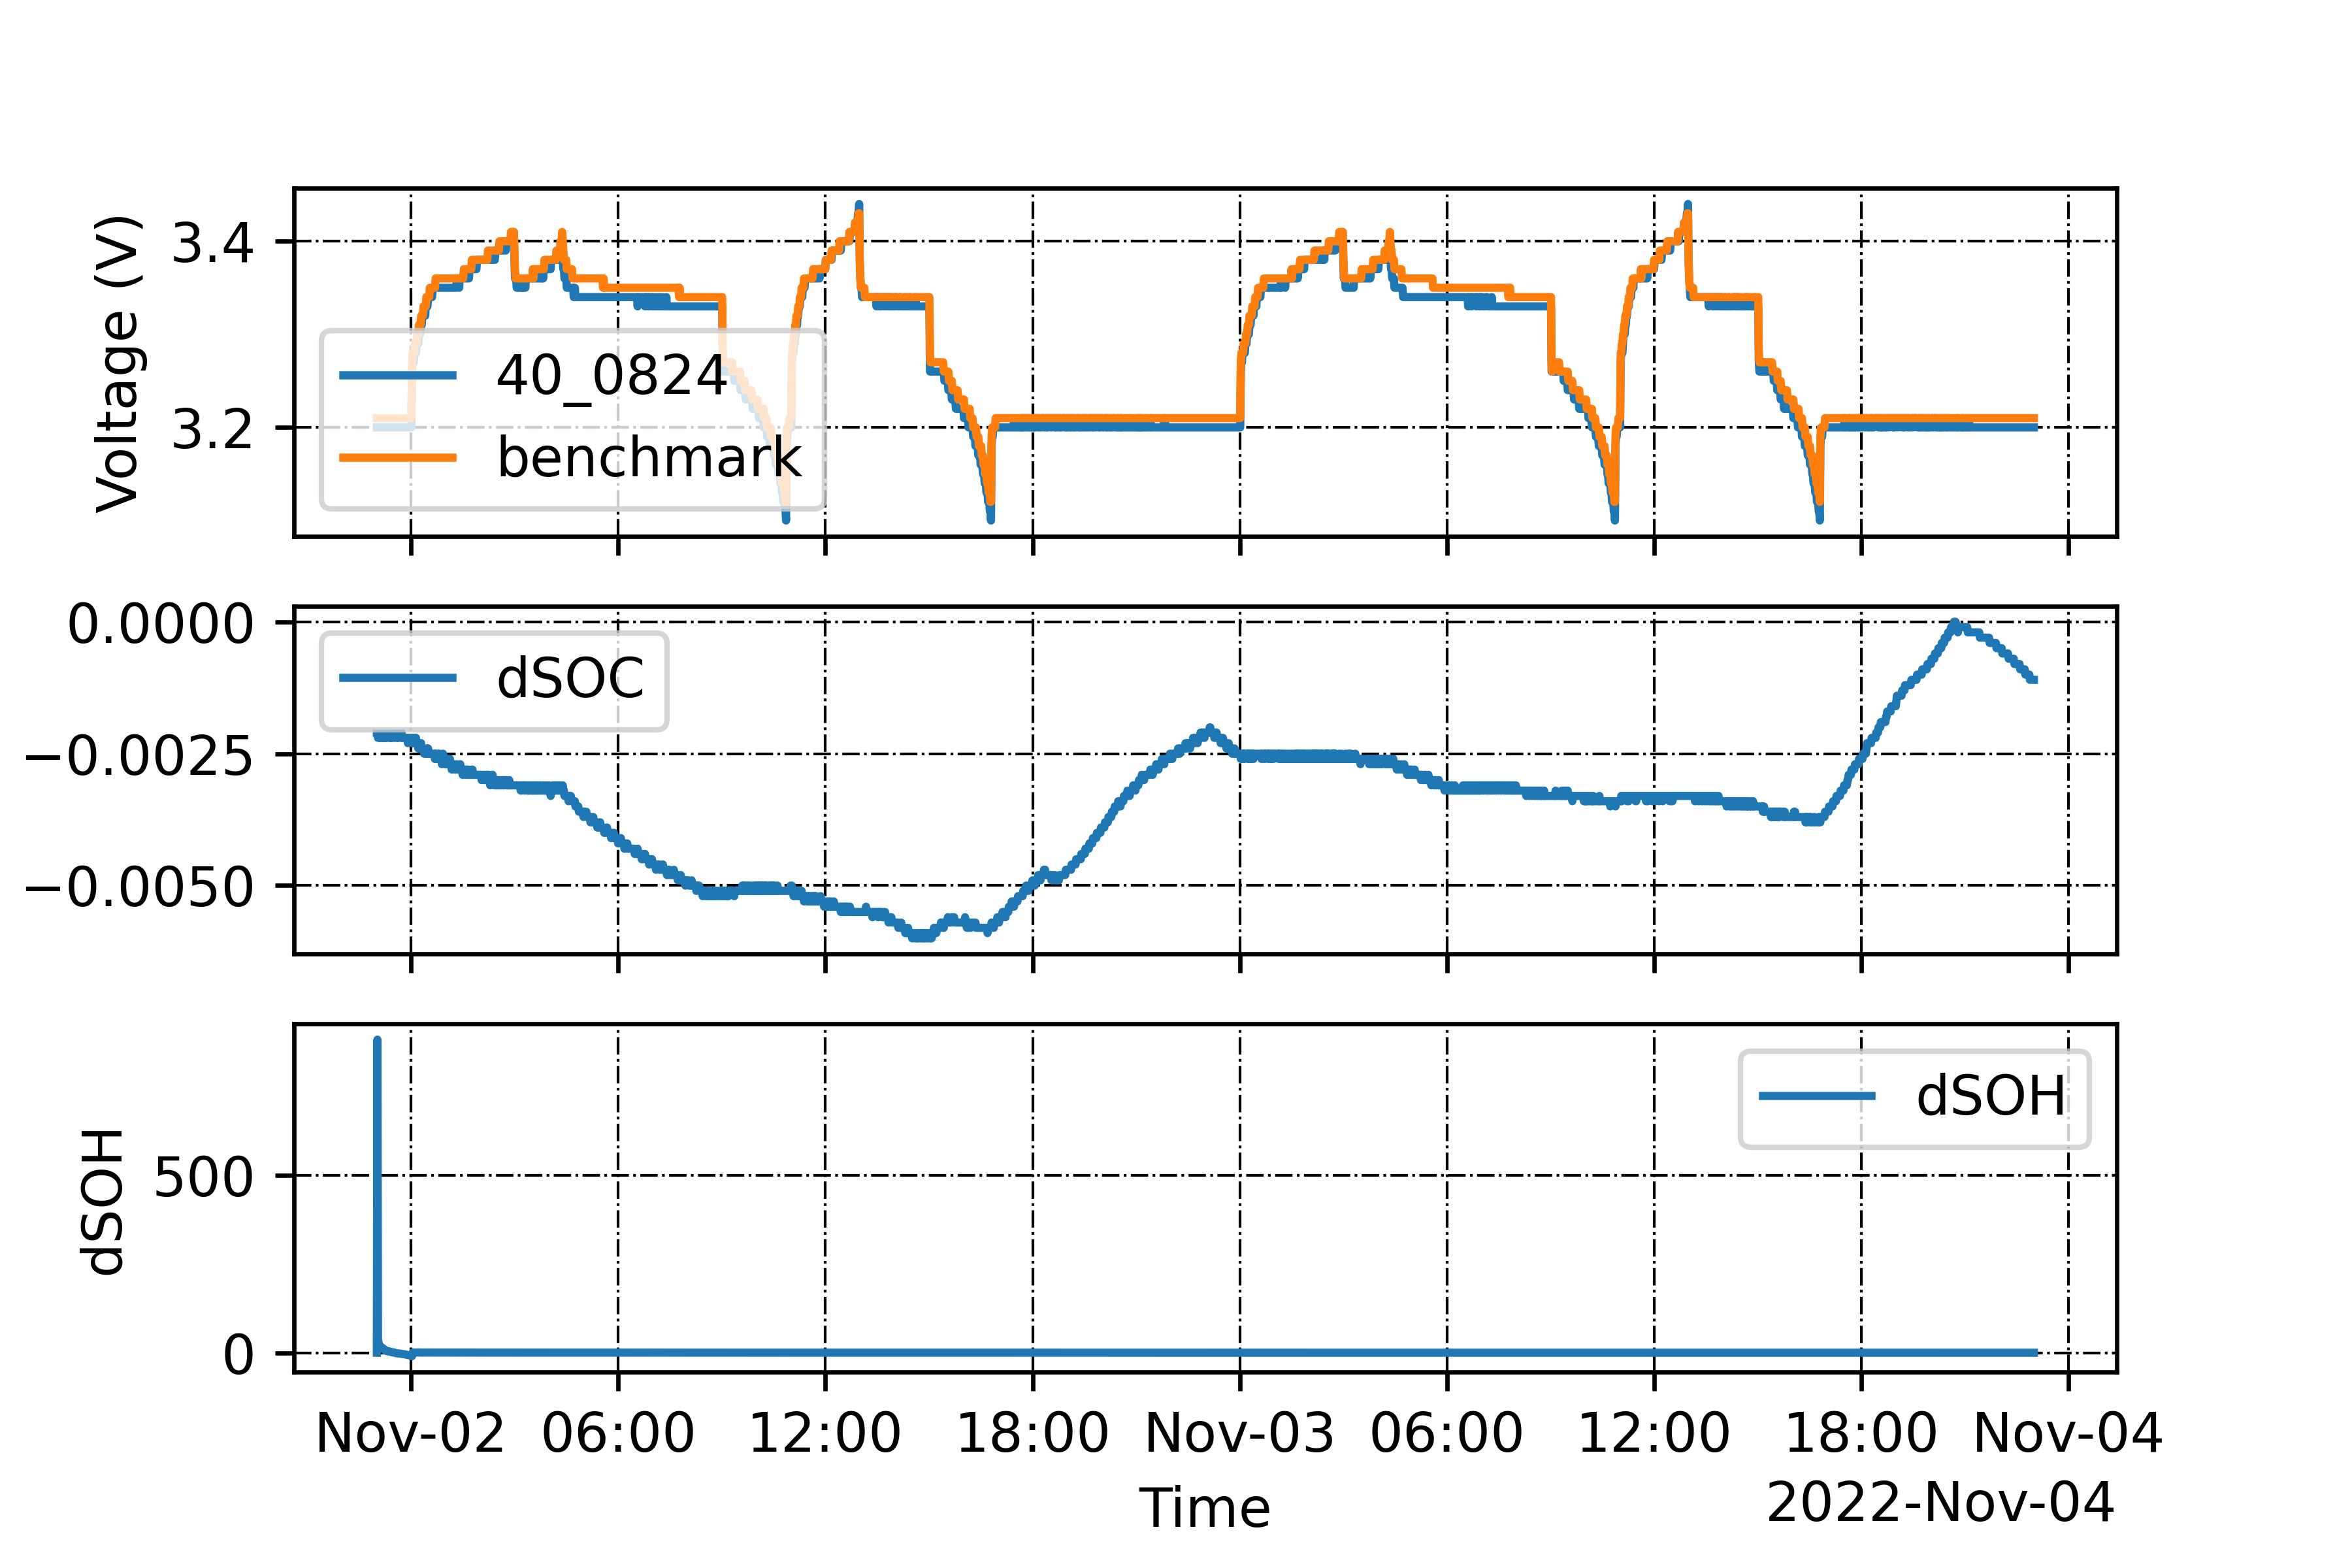 Voltage (V)
3.4
3.2
40_0824
benchmark
0.0000
−0.0025
−0.0050
dSOC
dSOH
500
0
dSOH
Nov-02 06:00 12:00 18:00 Nov-03 06:00 12:00 18:00 Nov-04
Time
2022-Nov-04